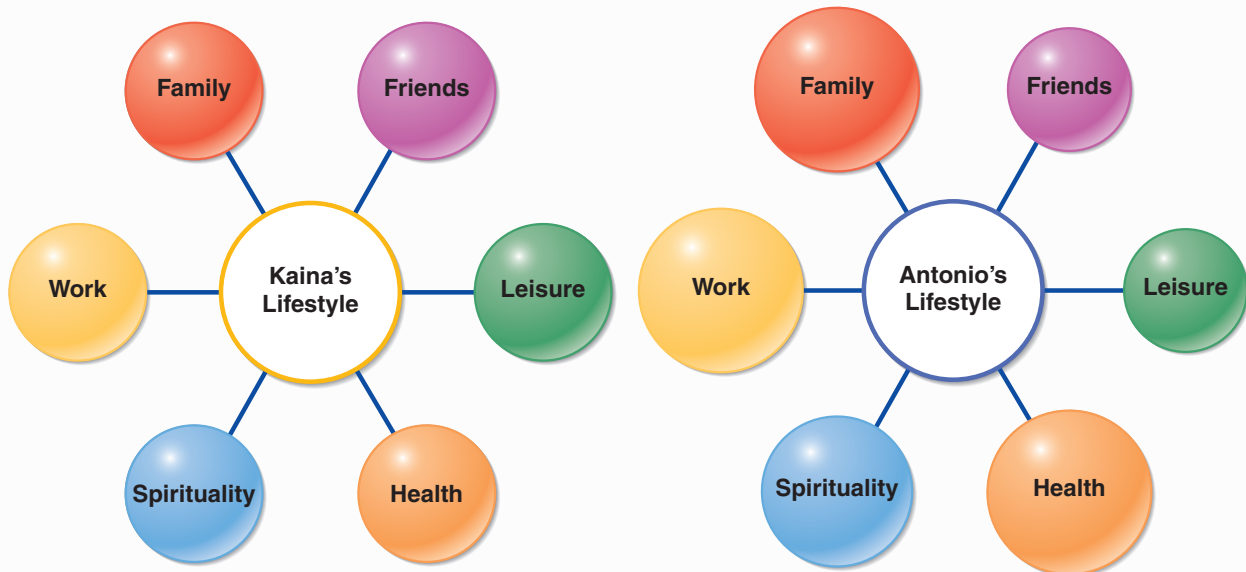 Family
Friends
Work
Kaina’s
Lifestyle
Leisure
Spirituality
Health
Family
Friends
Work
Antonio’s
Lifestyle
Leisure
Spirituality
Health